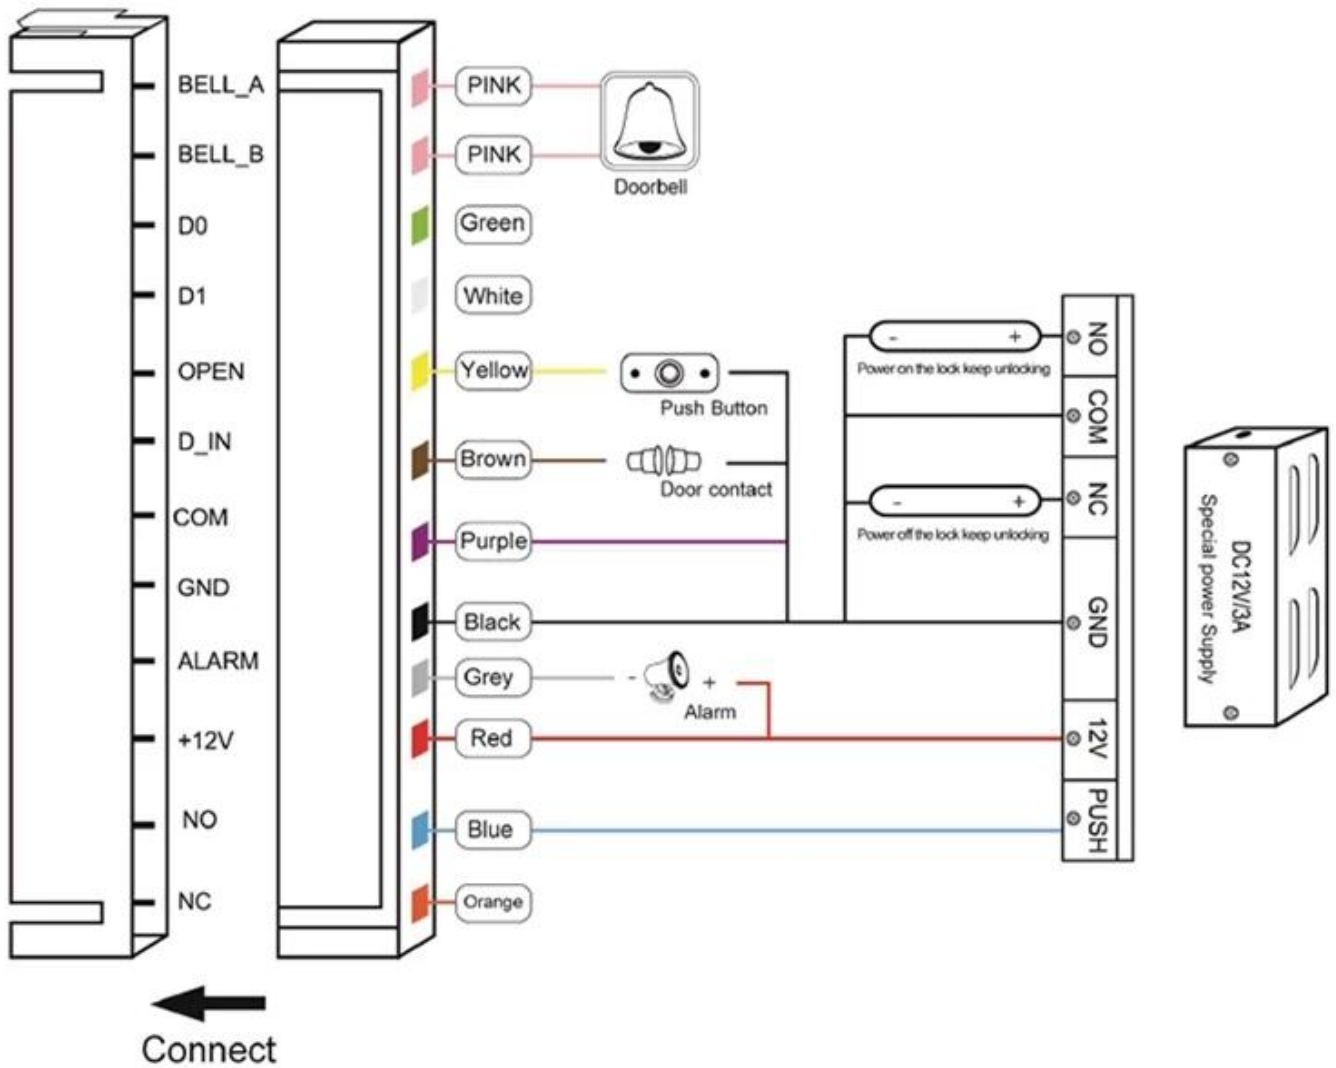 BELL_A
PINK
BELL_B
PINK
Doorbell
D0
Green
D1
White
OPEN
Yellow
Push Button
D_IN
Brown
Door contact
COM
Purple
GND
Black
ALARM
Grey
-
+
Alarm
+12V
Red
NO
Blue
NC
Orange
- +
Power on the lock keep unlocking
- +
Power off the lock keep unlocking
NO
COM
NC
GND
12V
PUSH
DC12V/3A
Special power Supply
Connect